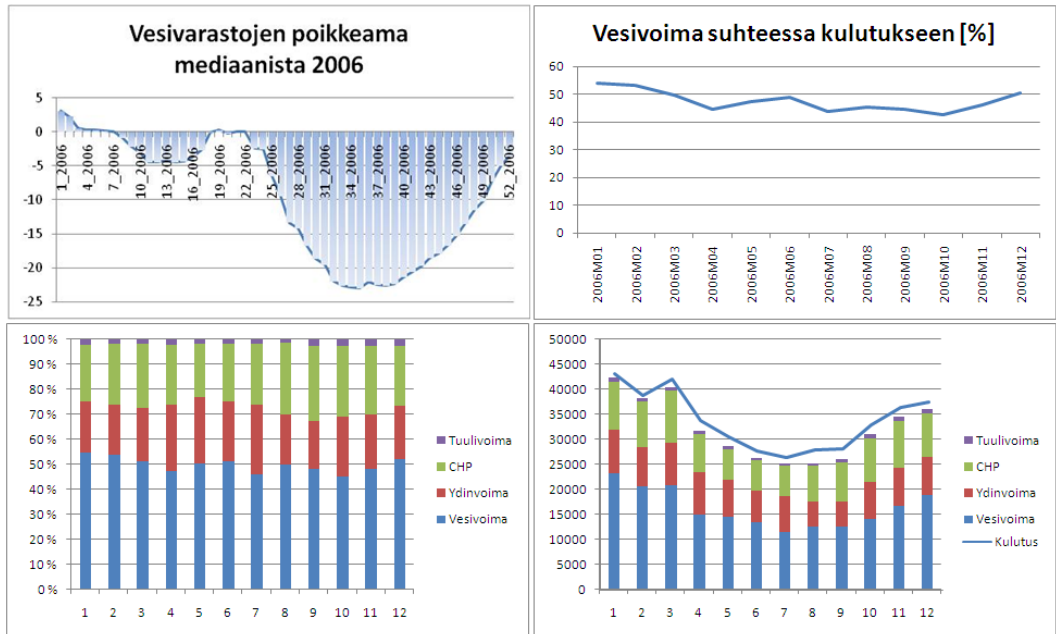 Vesivarastojen poikkeama
mediaanista 2006
5
0
-5
-10
-15
-20
-25
1_2006
4_2006
7_2006
10_2006
13_2006
16_2006
19_2006
22_2006
25_2006
28_2006
31_2006
34_2006
37_2006
40_2006
43_2006
46_2006
49_2006
52_2006
Vesivoima suhteessa kulutukseen [%]
60
50
40
30
20
10
0
2006M01
2006M02
2006M03
2006M04
2006M05
2006M06
2006M07
2006M08
2006M09
2006M10
2006M11
2006M12
100 %
90 %
80 %
70 %
60 %
50 %
40 %
30 %
20 %
10 %
0 %
1 2 3 4 5 6 7 8 9 10 11 12
Tuulivoima
CHP
Ydinvoima
Vesivoima
50000
45000
40000
35000
30000
25000
20000
15000
10000
5000
0
1 2 3 4 5 6 7 8 9 10 11 12
Tuulivoima
CHP
Ydinvoima
Vesivoima
Kulutus